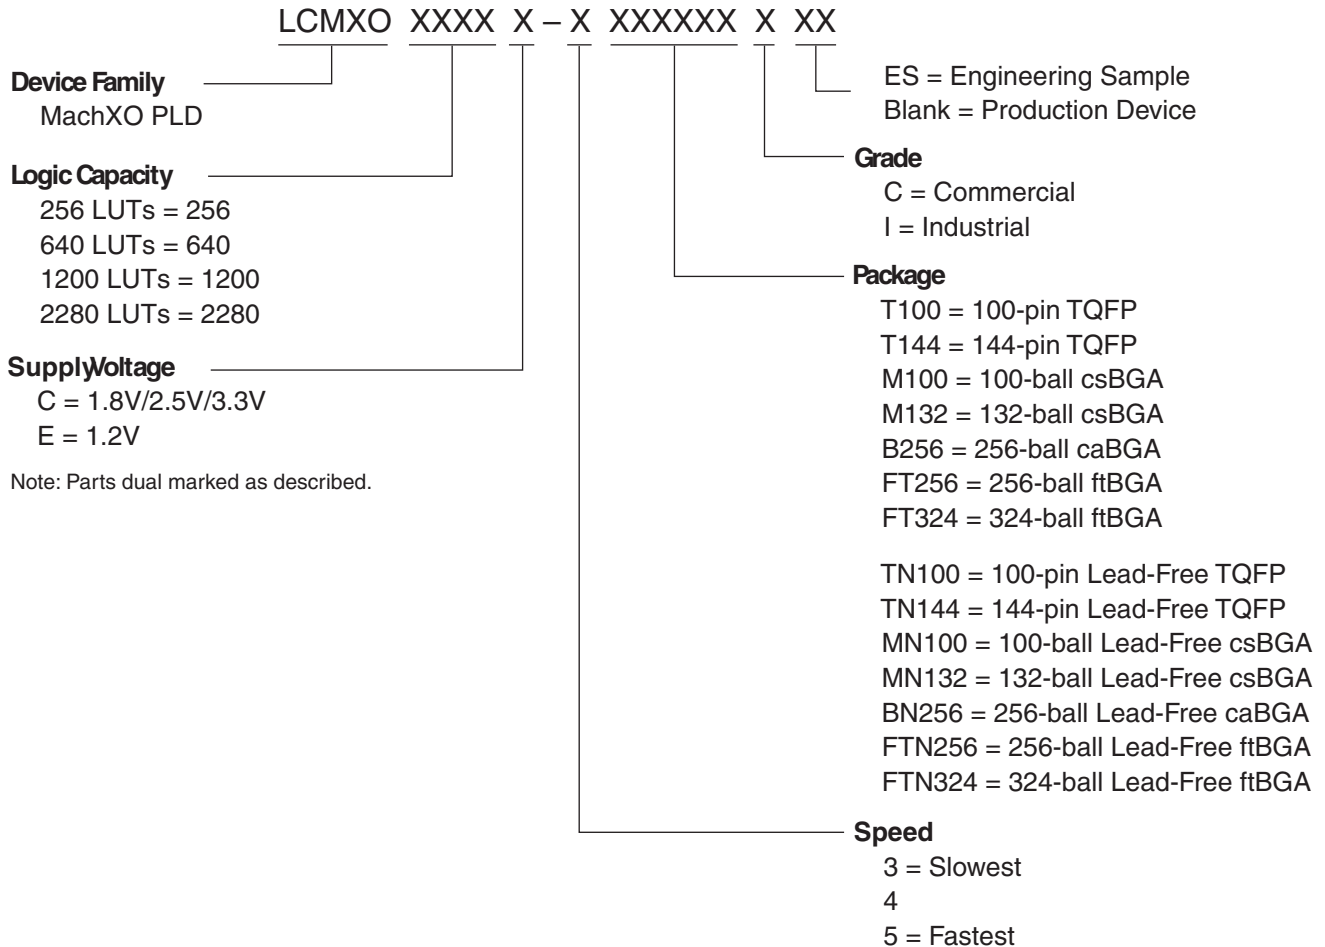 LCMXO XXXX X – X XXXXXX X XX
Device Family
MachXO PLD
Logic Capacity
256 LUTs = 256
640 LUTs = 640
1200 LUTs = 1200
2280 LUTs = 2280
Supply Voltage
C = 1.8V/2.5V/3.3V
E = 1.2V
Note: Parts dual marked as described.
ES = Engineering Sample
Blank = Production Device
Grade
C = Commercial
I = Industrial
Package
T100 = 100-pin TQFP
T144 = 144-pin TQFP
M100 = 100-ball csBGA
M132 = 132-ball csBGA
B256 = 256-ball caBGA
FT256 = 256-ball ftBGA
FT324 = 324-ball ftBGA
TN100 = 100-pin Lead-Free TQFP
TN144 = 144-pin Lead-Free TQFP
MN100 = 100-ball Lead-Free csBGA
MN132 = 132-ball Lead-Free csBGA
BN256 = 256-ball Lead-Free caBGA
FTN256 = 256-ball Lead-Free ftBGA
FTN324 = 324-ball Lead-Free ftBGA
Speed
3 = Slowest
4
5 = Fastest